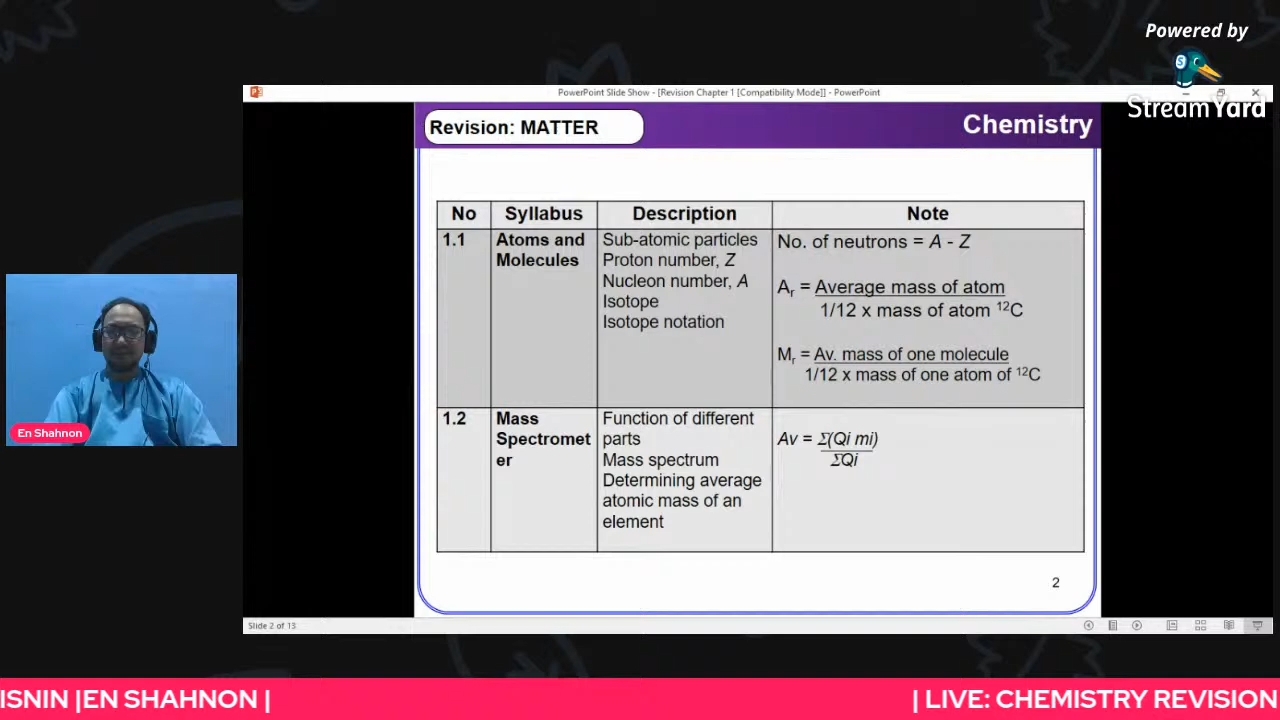 Powered by
StreamYard
PowerPoint Slide Show - [Revision Chapter 1 [Compatibility Mode]] - PowerPoint
Revision: MATTER
Chemistry
No Syllabus Description Note
1.1
Atoms and
Molecules
Sub-atomic particles
Proton number, Z
Nucleon number, A
Isotope
Isotope notation
No. of neutrons = A - Z
Ar = Average mass of atom
1/12 x mass of atom ¹²C
Mr = Av. mass of one molecule
1/12 x mass of one atom of ¹²C
1.2
Mass
Spectromet
er
Function of different
parts
Mass spectrum
Determining average
atomic mass of an
element
Av = Σ(Qi mi)
ΣQi
2
Slide 2 of 13
En Shahnon
ISNIN |EN SHAHNON |
| LIVE: CHEMISTRY REVISION